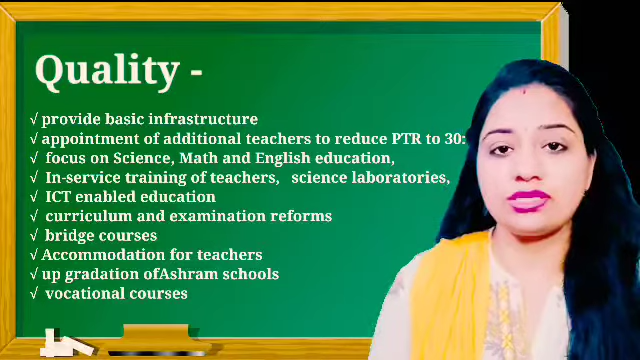 Quality -
√ provide basic infrastructure
√ appointment of additional teachers to reduce PTR to 30:
√ focus on Science, Math and English education,
√ In-service training of teachers, science laboratories,
√ ICT enabled education
√ curriculum and examination reforms
√ bridge courses
√ Accommodation for teachers
√ up gradation ofAshram schools
√ vocational courses